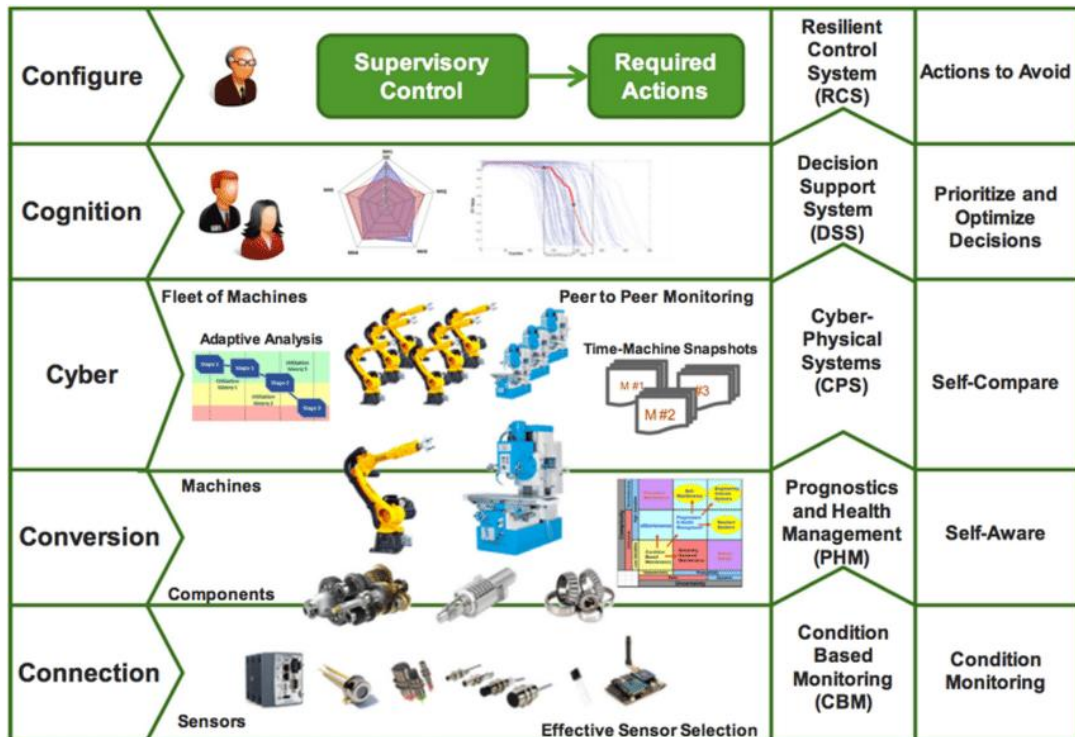 Configure
Supervisory
Control
Required
Actions
Resilient
Control
System
(RCS)
Actions to Avoid
Cognition
Decision
Support
System
(DSS)
Prioritize and
Optimize
Decisions
Fleet of Machines
Peer to Peer Monitoring
Adaptive Analysis
Time-Machine Snapshots
Stage 1
M #1
#3
M #2
Cyber
Cyber-
Physical
Systems
(CPS)
Self-Compare
Machines
Conversion
Components
Prognostics
and Health
Management
(PHM)
Self-Aware
Connection
Sensors
Effective Sensor Selection
Condition
Based
Monitoring
(CBM)
Condition
Monitoring